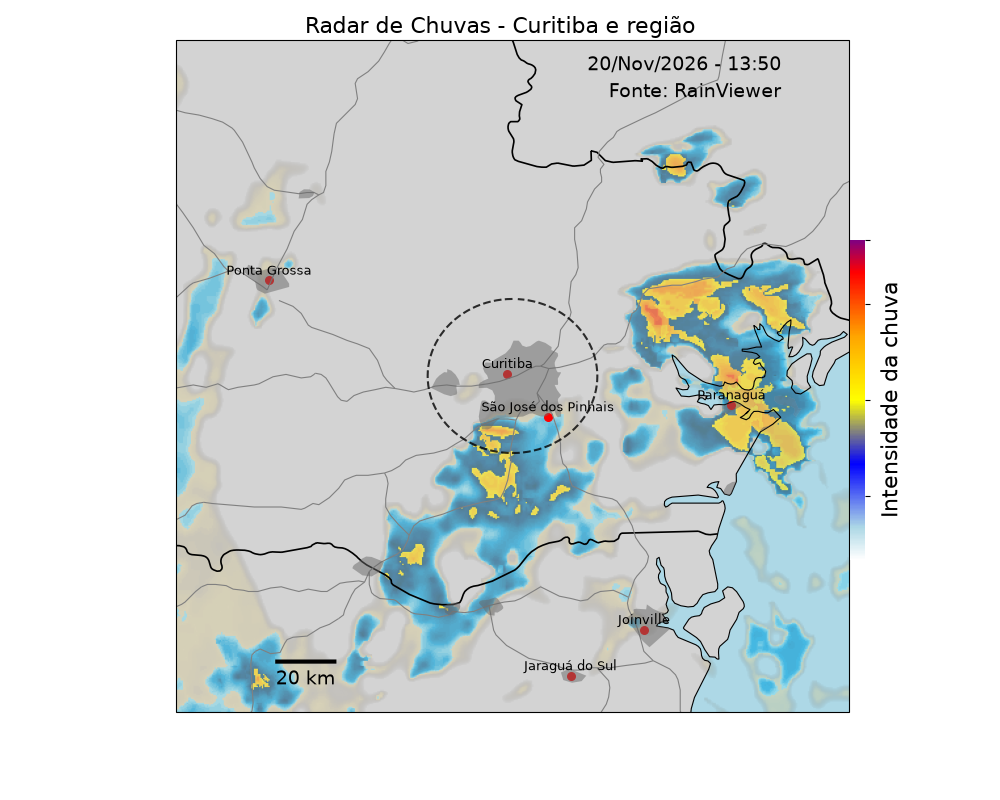 Radar de Chuvas - Curitiba e região
20/Nov/2026 - 13:50
Fonte: RainViewer
Ponta Grossa
Curitiba
Paranaguá
São José dos Pinhais
Intensidade da chuva
Joinville
Jaraguá do Sul
20 km